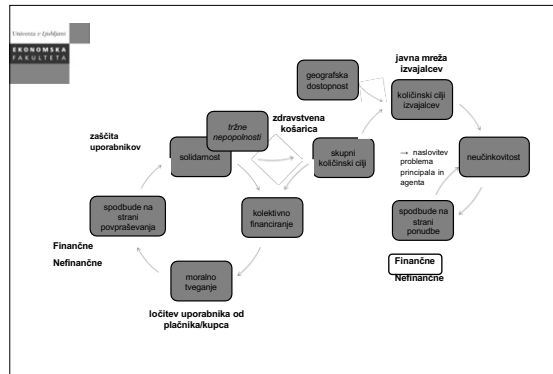 Univerza v Ljubljani
EKONOMSKA
FAKULTETA
javna mreža
izvajalcev
geografska
dostopnost
količinski cilji
izvajalcev
tržne
nepopolnosti
zdravstvena
košarica
zaščita
uporabnikov
solidarnost
skupni
količinski cilji
→ naslovitev
problema
principala in
agenta
neučinkovitost
spodbude na
strani
povpraševanja
kolektivno
financiranje
spodbude na
strani
ponudbe
Finančne
Nefinančne
Finančne
Nefinančne
moralno
tveganje
ločitev uporabnika od
plačnika/kupca